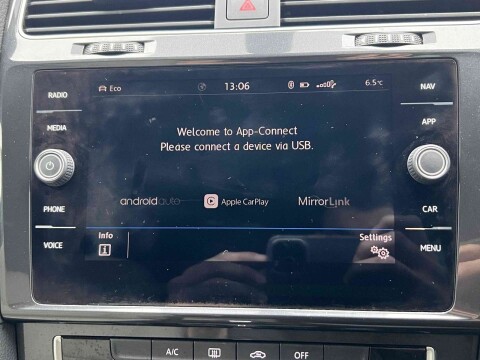 Eco 13:06 6.5°C
RADIO
MEDIA
PHONE
VOICE
NAV
APP
CAR
MENU
Welcome to App-Connect
Please connect a device via USB.
androidauto Apple CarPlay MirrorLink
Info Settings
A/C OFF